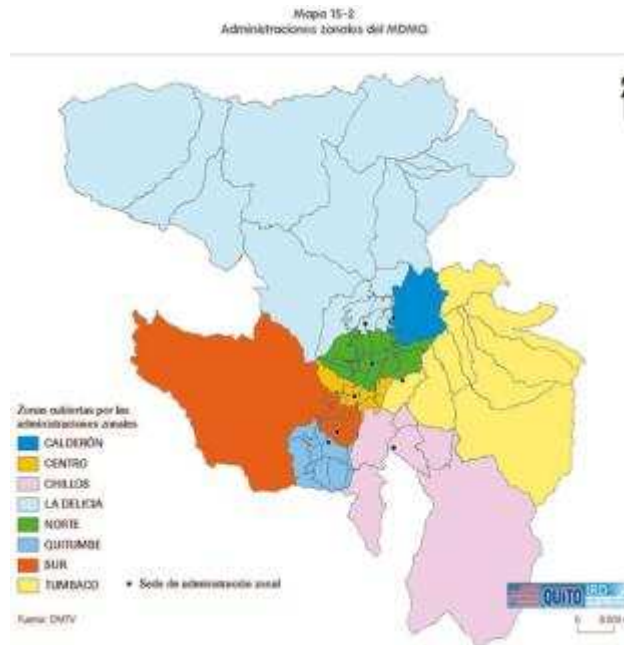 Mapa 15-2
Administraciones zonales del MDMQ
Zonas cubiertas por las
administraciones zonales
CALDERÓN
CENTRO
CHILLOS
LA DELICIA
NORTE
QUITUMBE
SUR
TUMBACO
Sede de administración zonal
Fuente: DMTV
QUITO
0